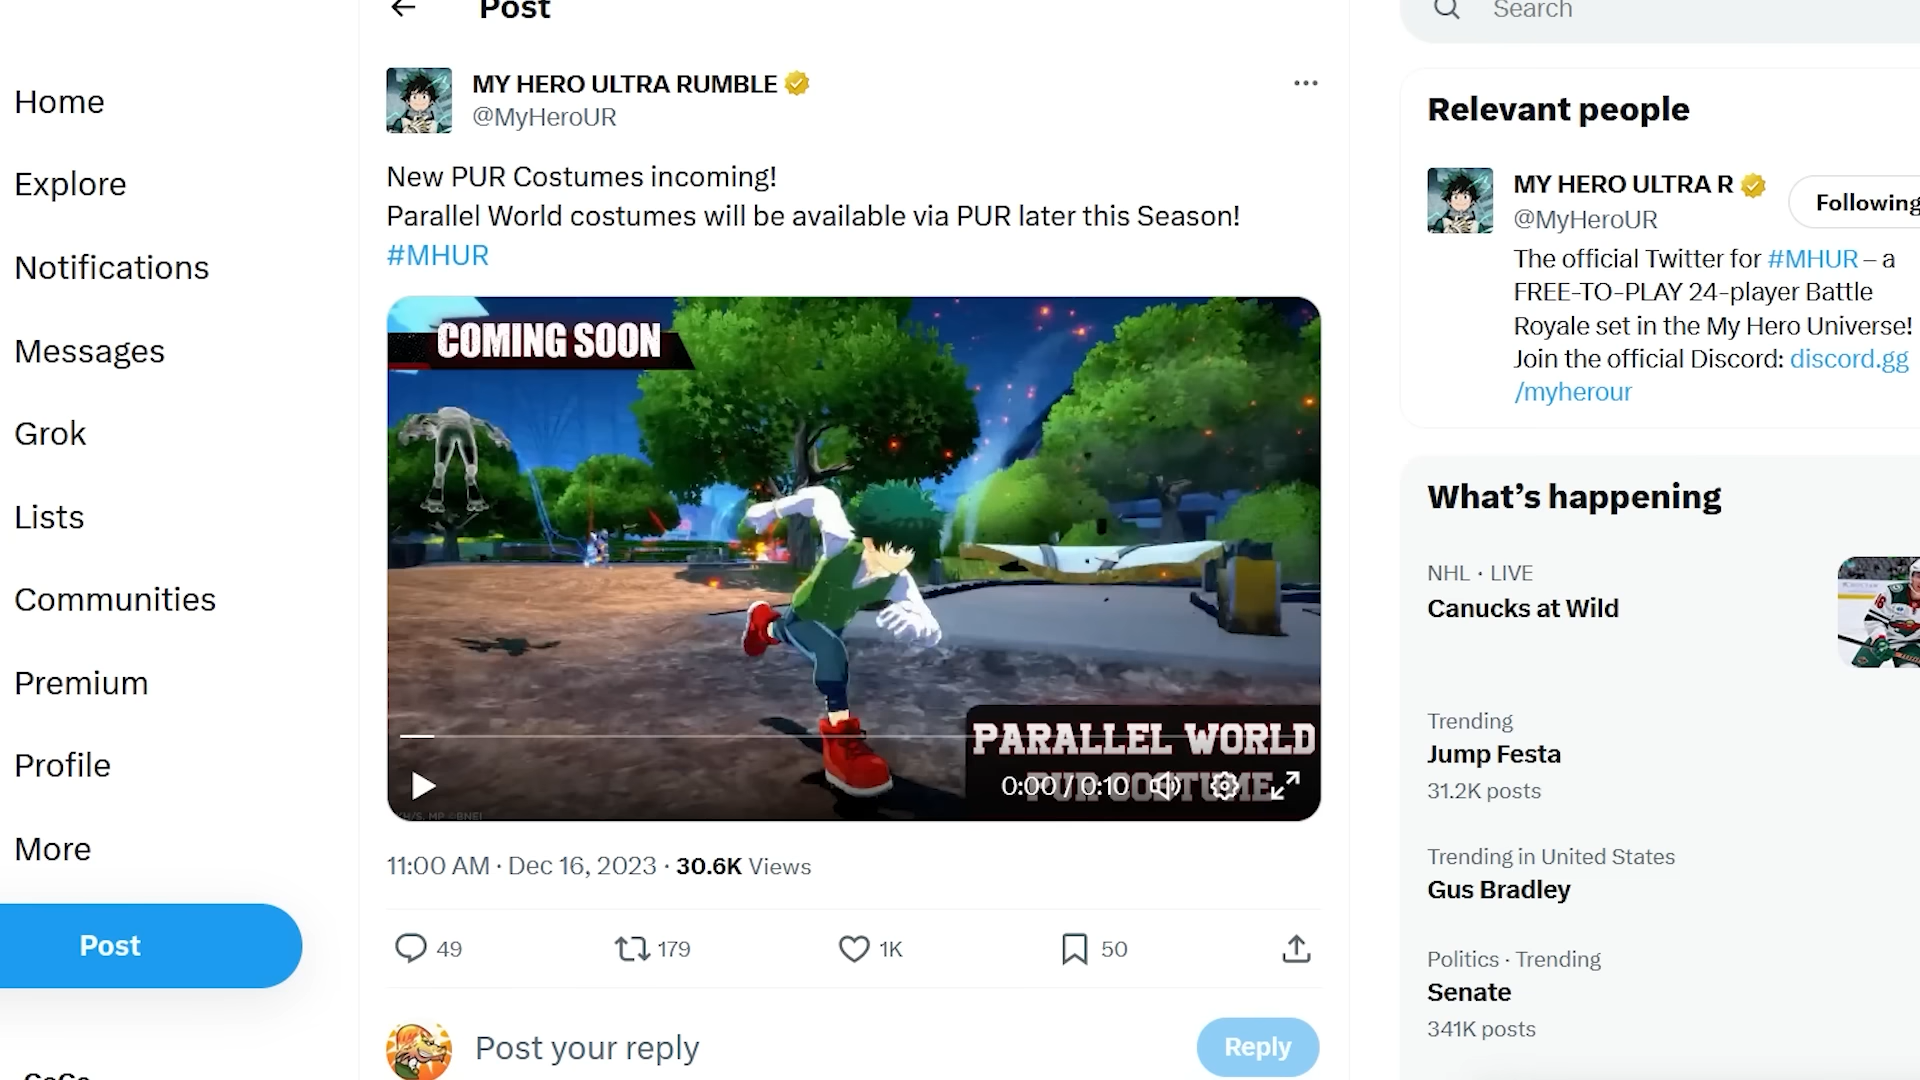 Post
Search
Home
Explore
Notifications
Messages
Grok
Lists
Communities
Premium
Profile
More
Post
MY HERO ULTRA RUMBLE
@MyHeroUR
New PUR Costumes incoming!
Parallel World costumes will be available via PUR later this Season!
#MHUR
COMING SOON
PARALLEL WORLD
PUR COSTUME
0:00 / 0:10
11:00 AM · Dec 16, 2023 · 30.6K Views
49
179
1K
50
Post your reply
Reply
Relevant people
MY HERO ULTRA R
@MyHeroUR
Following
The official Twitter for #MHUR – a
FREE-TO-PLAY 24-player Battle
Royale set in the My Hero Universe!
Join the official Discord: discord.gg
/myherour
What's happening
NHL · LIVE
Canucks at Wild
Trending
Jump Festa
31.2K posts
Trending in United States
Gus Bradley
Politics · Trending
Senate
341K posts